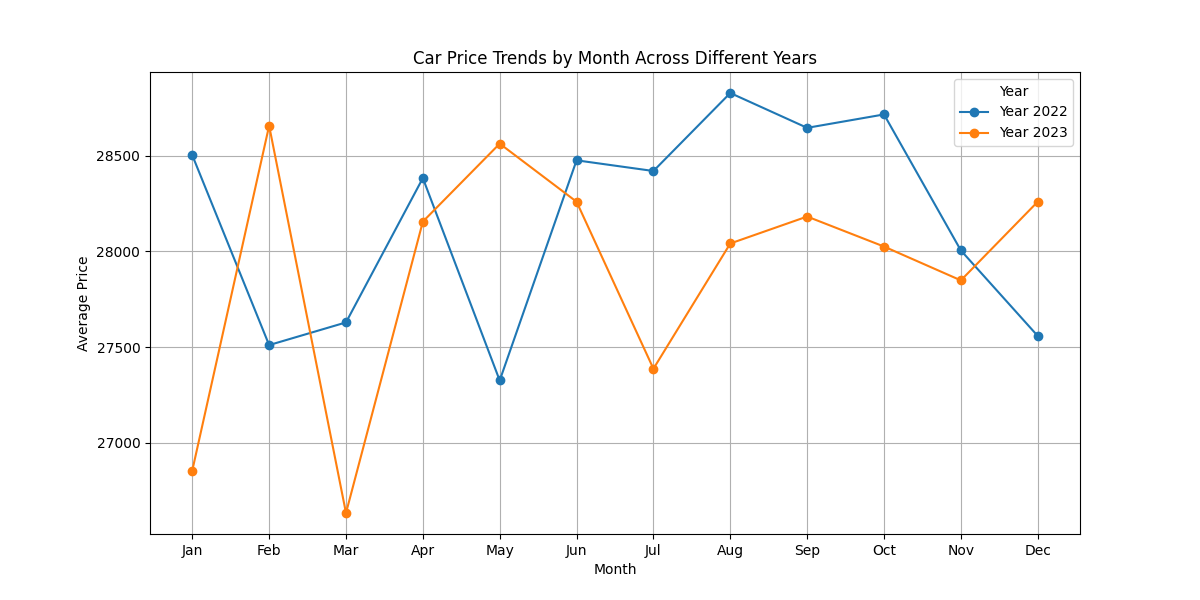 Car Price Trends by Month Across Different Years
Year
Year 2022
Year 2023
28500
28000
27500
27000
Average Price
Jan Feb Mar Apr May Jun Jul Aug Sep Oct Nov Dec
Month